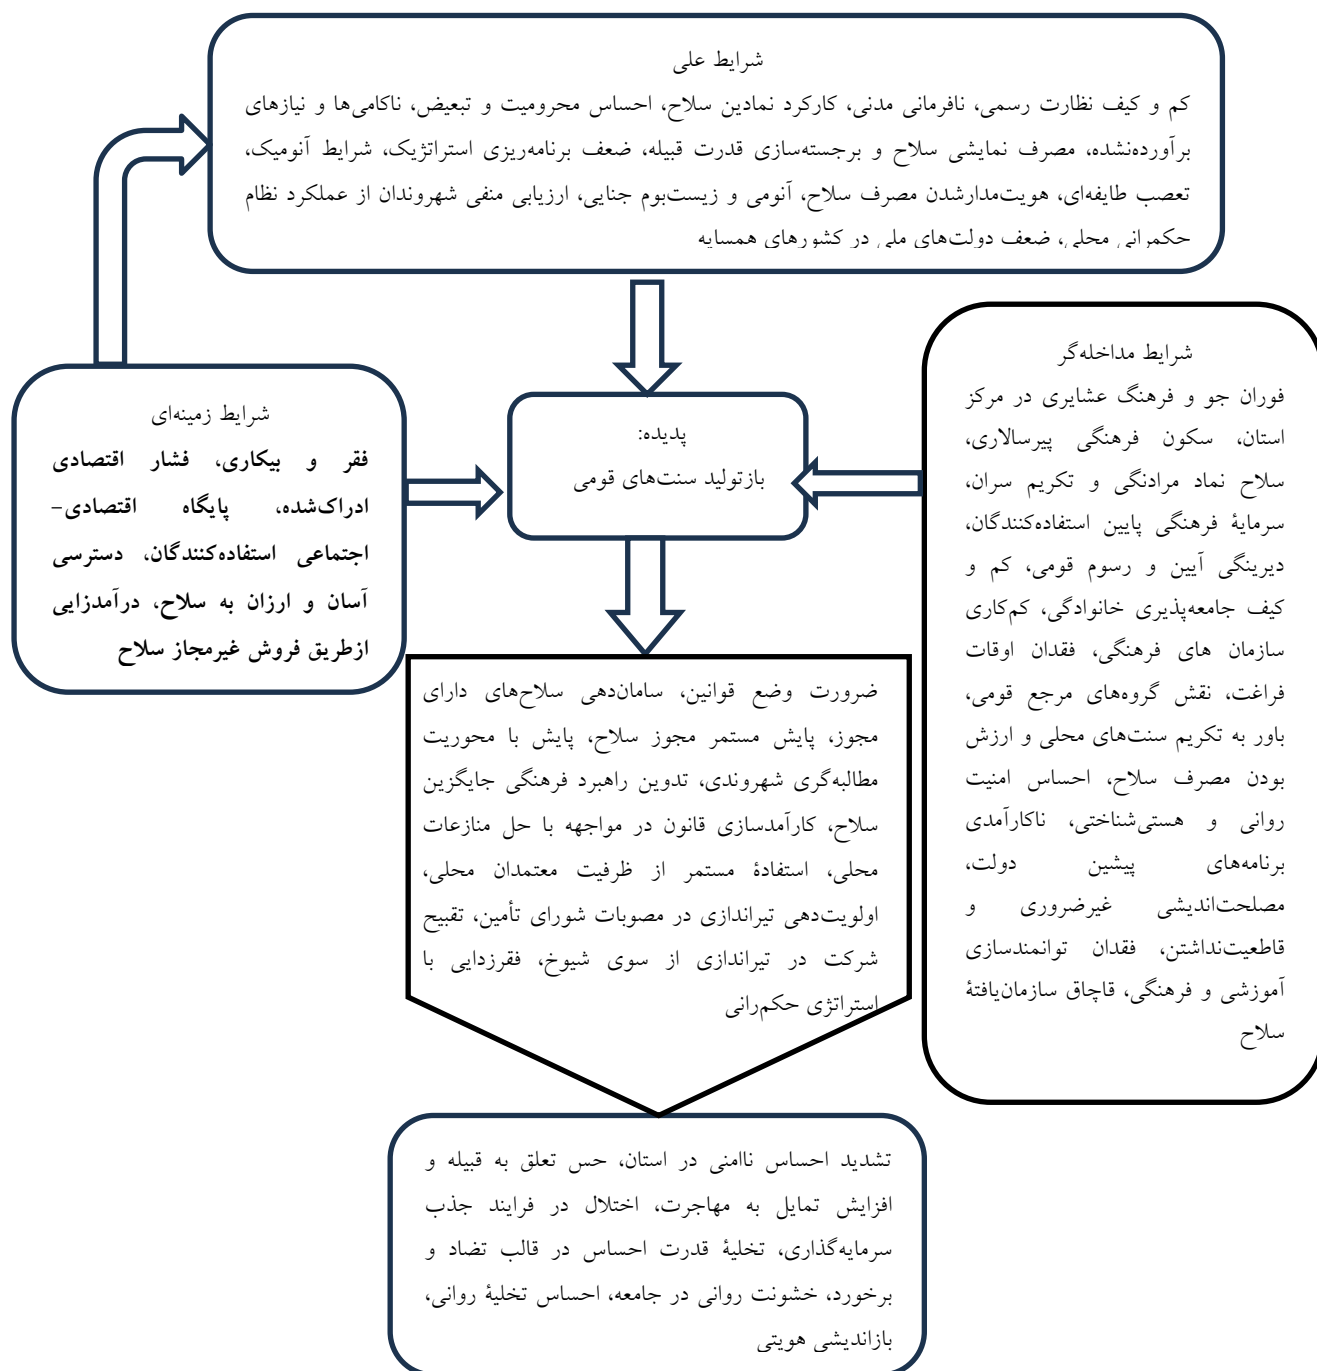 شرایط علی
کم و کیف نظارت رسمی، نافرمانی مدنی، کارکرد نمادین سلاح، احساس محرومیت و تبعیض، ناکامی‌ها و نیازهای
برآورده‌نشده، مصرف نمایشی سلاح و برجسته‌سازی قدرت قبیله، ضعف برنامه‌ریزی استراتژیک، شرایط آنومیک،
تعصب طایفه‌ای، هویت‌مدارشدن مصرف سلاح، آنومی و زیست‌بوم جنایی، ارزیابی منفی شهروندان از عملکرد نظام
حکمرانی محلی، ضعف دولت‌های ملی در کشورهای همسایه
شرایط مداخله‌گر
فوران جو و فرهنگ عشایری در مرکز
استان، سکون فرهنگی پیرسالاری،
سلاح نماد مرادنگی و تکریم سران،
سرمایهٔ فرهنگی پایین استفاده‌کنندگان،
دیرینگی آیین و رسوم قومی، کم و
کیف جامعه‌پذیری خانوادگی، کم‌کاری
سازمان های فرهنگی، فقدان اوقات
فراغت، نقش گروه‌های مرجع قومی،
باور به تکریم سنت‌های محلی و ارزش
بودن مصرف سلاح، احساس امنیت
روانی و هستی‌شناختی، ناکارآمدی
برنامه‌های پیشین دولت،
مصلحت‌اندیشی غیرضروری و
قاطعیت‌نداشتن، فقدان توانمندسازی
آموزشی و فرهنگی، قاچاق سازمان‌یافتهٔ
سلاح
پدیده:
بازتولید سنت‌های قومی
شرایط زمینه‌ای
فقر و بیکاری، فشار اقتصادی
ادراک‌شده، پایگاه اقتصادی-
اجتماعی استفاده‌کنندگان، دسترسی
آسان و ارزان به سلاح، درآمدزایی
ازطریق فروش غیرمجاز سلاح
ضرورت وضع قوانین، سامان‌دهی سلاح‌های دارای
مجوز، پایش مستمر مجوز سلاح، پایش با محوریت
مطالبه‌گری شهروندی، تدوین راهبرد فرهنگی جایگزین
سلاح، کارآمدسازی قانون در مواجهه با حل منازعات
محلی، استفادهٔ مستمر از ظرفیت معتمدان محلی،
اولویت‌دهی تیراندازی در مصوبات شورای تأمین، تقبیح
شرکت در تیراندازی از سوی شیوخ، فقرزدایی با
استراتژی حکم‌رانی
تشدید احساس ناامنی در استان، حس تعلق به قبیله و
افزایش تمایل به مهاجرت، اختلال در فرایند جذب
سرمایه‌گذاری، تخلیهٔ قدرت احساس در قالب تضاد و
برخورد، خشونت روانی در جامعه، احساس تخلیهٔ روانی،
بازاندیشی هویتی